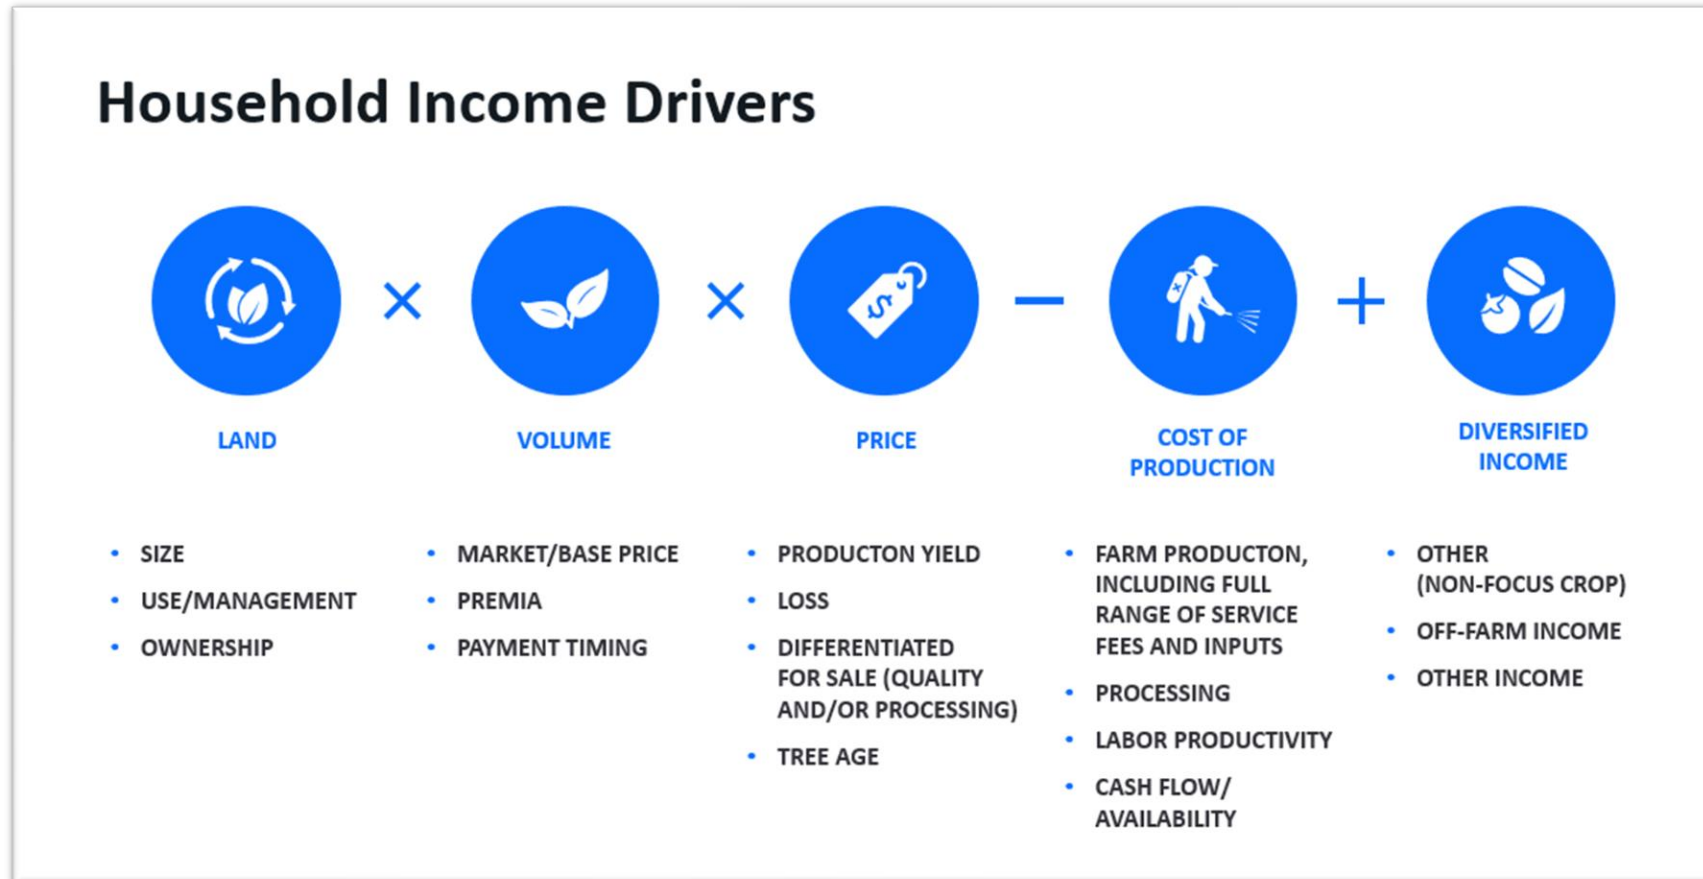 Household Income Drivers
× × — +
$
LAND
VOLUME
PRICE
COST OF
PRODUCTION
DIVERSIFIED
INCOME
• SIZE
• USE/MANAGEMENT
• OWNERSHIP
• MARKET/BASE PRICE
• PREMIA
• PAYMENT TIMING
• PRODUCTON YIELD
• LOSS
• DIFFERENTIATED
FOR SALE (QUALITY
AND/OR PROCESSING)
• TREE AGE
• FARM PRODUCTON,
INCLUDING FULL
RANGE OF SERVICE
FEES AND INPUTS
• PROCESSING
• LABOR PRODUCTIVITY
• CASH FLOW/
AVAILABILITY
• OTHER
(NON-FOCUS CROP)
• OFF-FARM INCOME
• OTHER INCOME